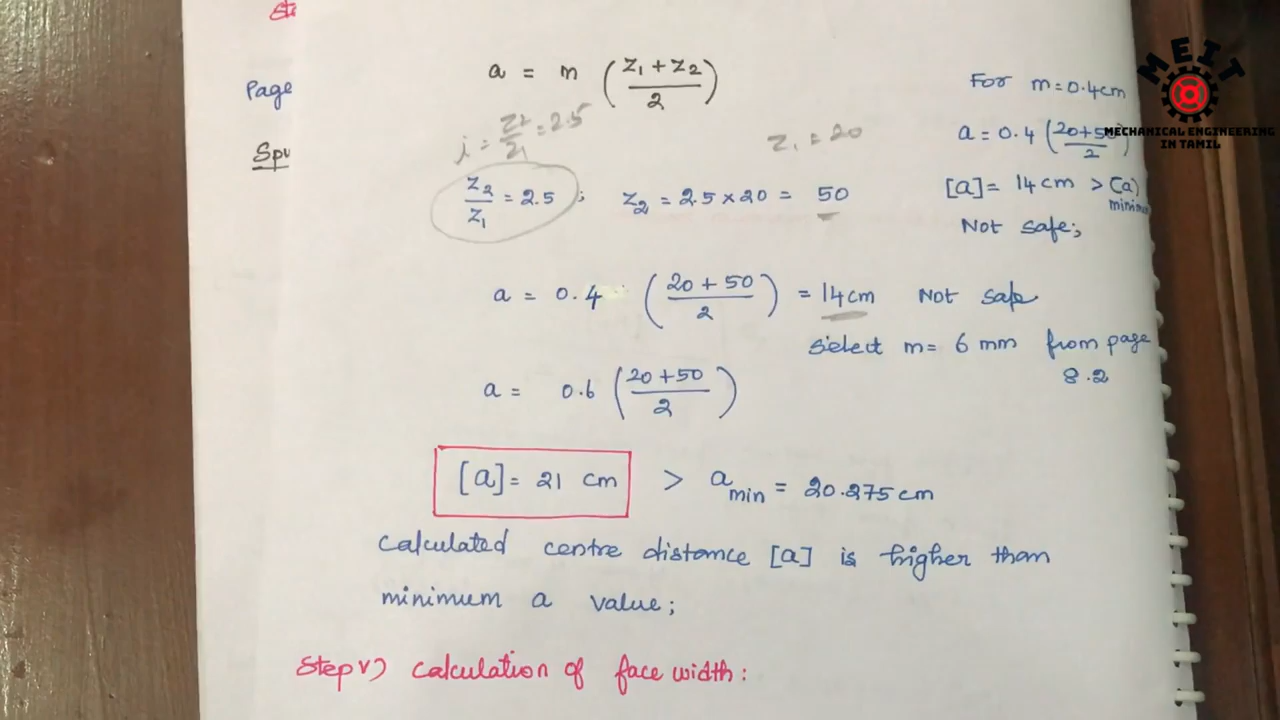 Page
Spu
a = m (Z₁ + Z₂ / 2)
i = Z₂/Z₁ = 2.5
Z₁ = 20
Z₂/Z₁ = 2.5 ; Z₂ = 2.5 × 20 = 50
For m = 0.4cm
a = 0.4 (20+50 / 2)
[a] = 14 cm > (a)
minimu
Not safe;
a = 0.4 (20 + 50 / 2) = 14cm Not safe
Select m = 6 mm from page
8.2
a = 0.6 (20 + 50 / 2)
[a] = 21 cm > a min = 20.275 cm
Calculated centre distance [a] is higher than
minimum a value;
Step v) Calculation of face width:
MEIT
MECHANICAL ENGINEERING
IN TAMIL